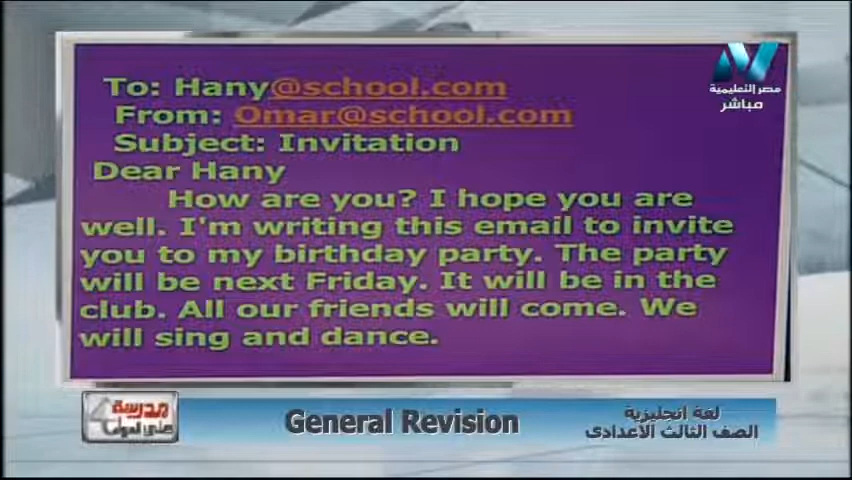 To: Hany@school.com
From: Omar@school.com
Subject: Invitation
Dear Hany
How are you? I hope you are
well. I'm writing this email to invite
you to my birthday party. The party
will be next Friday. It will be in the
club. All our friends will come. We
will sing and dance.
مصر التعليمية
مباشر
مدرسة
على الهواء
General Revision
لغة انجليزية
الصف الثالث الاعدادى